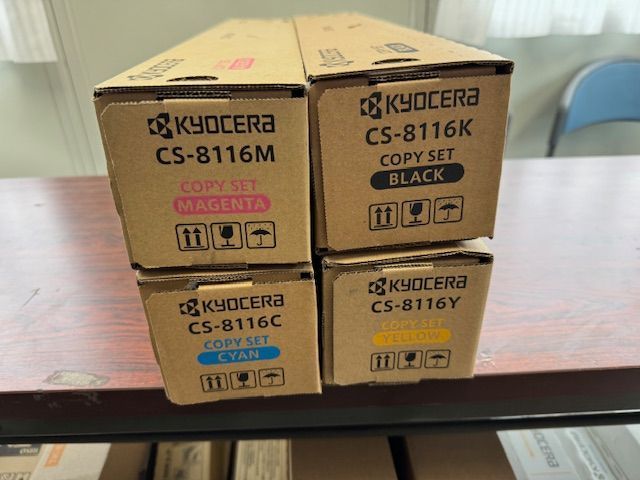 KYOCERA
CS-8116M
COPY SET
MAGENTA
KYOCERA
CS-8116K
COPY SET
BLACK
KYOCERA
CS-8116C
COPY SET
CYAN
KYOCERA
CS-8116Y
COPY SET
YELLOW
KYOCERA